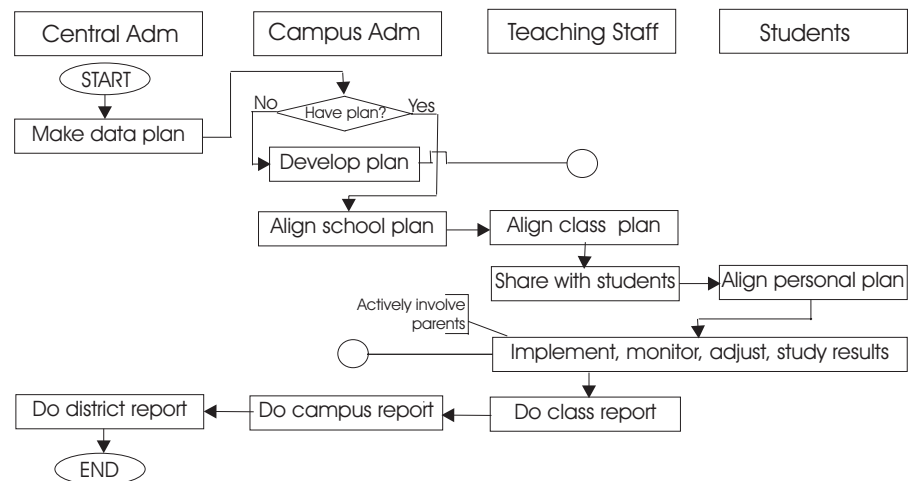 Central Adm
Campus Adm
Teaching Staff
Students
START
No
Have plan?
Yes
Make data plan
Develop plan
Align school plan
Align class plan
Share with students
Align personal plan
Actively involve
parents
Implement, monitor, adjust, study results
Do district report
Do campus repoirt
Do class report
END